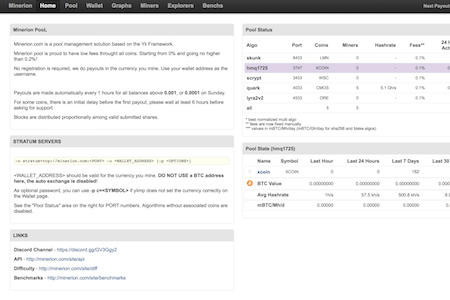 Minerion Home Pool Wallet Graphs Miners Explorers Benchs Next Payout
Minerion PooL
Minerion.com is a pool management solution based on the Yii Framework.
Minerion pool is proud to have low fees throught all coins. Starting from 0% and going no higher
than 0.2%!
No registration is required, we do payouts in the currency you mine. Use your wallet address as the
username.
Payouts are made automatically every 1 hour for all balances above 0.001, or 0.0001 on Sunday.
For some coins, there is an initial delay before the first payout, please wait at least 6 hours before
asking for support.
Blocks are distributed proportionally among valid submitted shares.
STRATUM SERVERS
-o stratum+tcp://minerion.com:<PORT> -u <WALLET_ADDRESS> [-p <OPTIONS>]
<WALLET_ADDRESS> should be valid for the currency you mine. DO NOT USE a BTC address
here, the auto exchange is disabled!
As optional password, you can use -p c=<SYMBOL> if yiimp does not set the currency correctly on
the Wallet page.
See the "Pool Status" area on the right for PORT numbers. Algorithms without associated coins are
disabled.
LINKS
Discord Channel - https://discord.gg/
API - http://minerion.com/site/api
Difficulty - http://minerion.com/site/diff
Benchmarks - http://minerion.com/site/benchmarks
Pool Status
Algo Port Coins Miners Hashrate Fees** 24
skunk 8433 LMN - 0.1%
hmq1725 3747 XCOIN - 0.1%
scrypt 3433 WSC - 0.1%
quark 4033 CMOS 5 5.1 Gh/s 0.1%
lyra2v2 4533 ORE - 0.1%
all 5 5
* best normalized multi algo
** fees are now fixed manually
*** values in mBTC/Mh/day (mBTC/Gh/day for sha256 and blake algos)
Pool Stats (hmq1725)
Name Symbol Last Hour Last 24 Hours Last 7 Days Last 30
xcoin XCOIN 0 0 182
BTC Value 0.00000000 0.00000000 0.00000000 0.0000
Avg Hashrate 1h/s 57.5 kh/s 500.8 kh/s
mBTC/Mh/d 0.00000 0.00000 0.00000